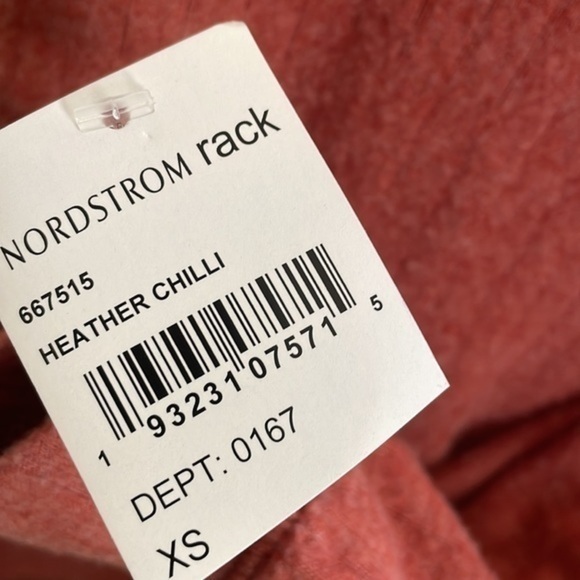 NORDSTROM rack
667515
HEATHER CHILLI
1 93231 07571 5
DEPT: 0167
XS